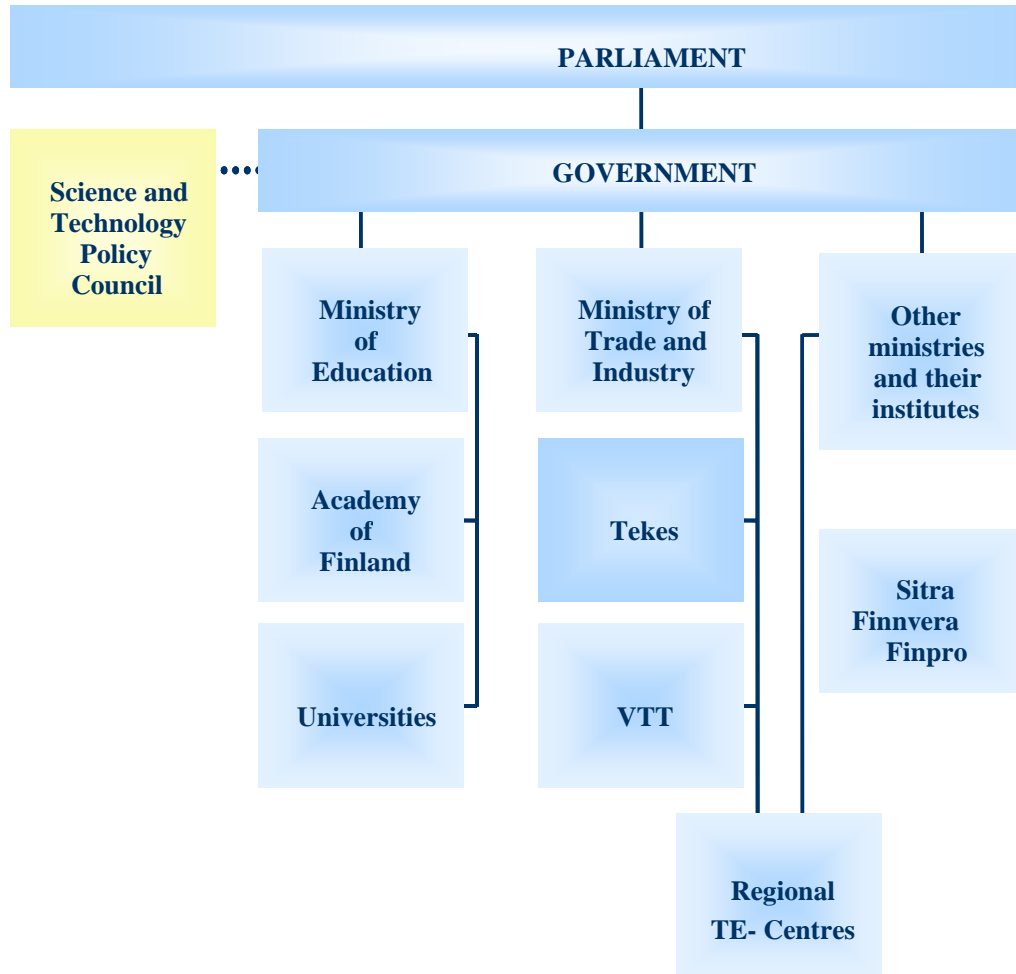 PARLIAMENT
GOVERNMENT
Science and
Technology
Policy
Council
Ministry
of
Education
Ministry of
Trade and
Industry
Other
ministries
and their
institutes
Academy
of
Finland
Tekes
Sitra
Finnvera
Finpro
Universities
VTT
Regional
TE- Centres